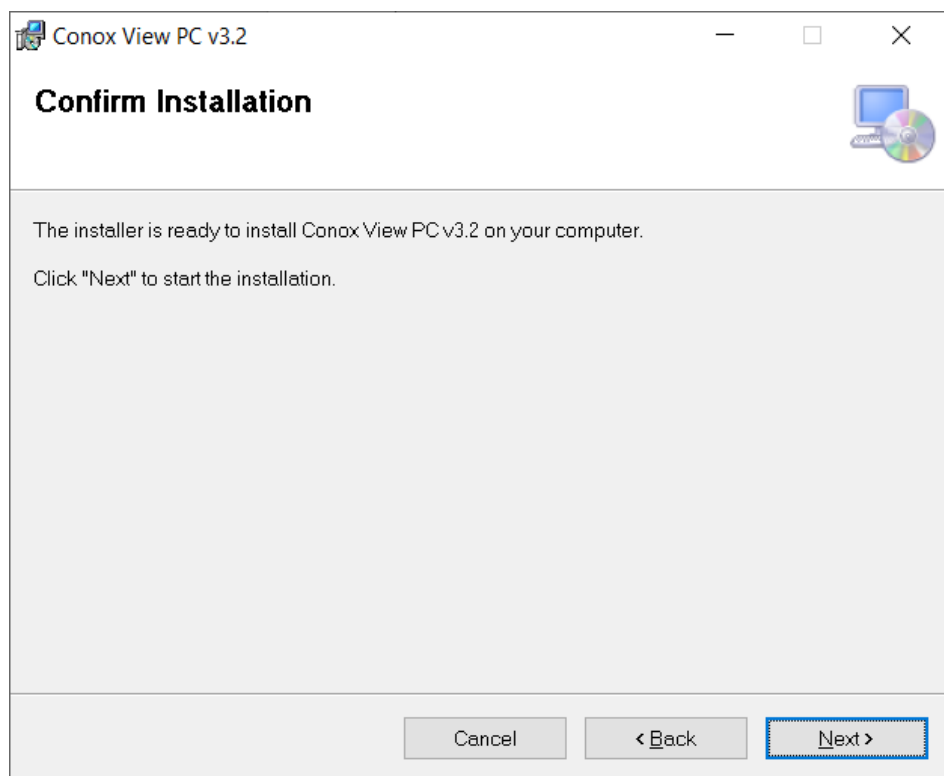 Conox View PC v3.2
Confirm Installation
The installer is ready to install Conox View PC v3.2 on your computer.
Click "Next" to start the installation.
Cancel
< Back
Next >